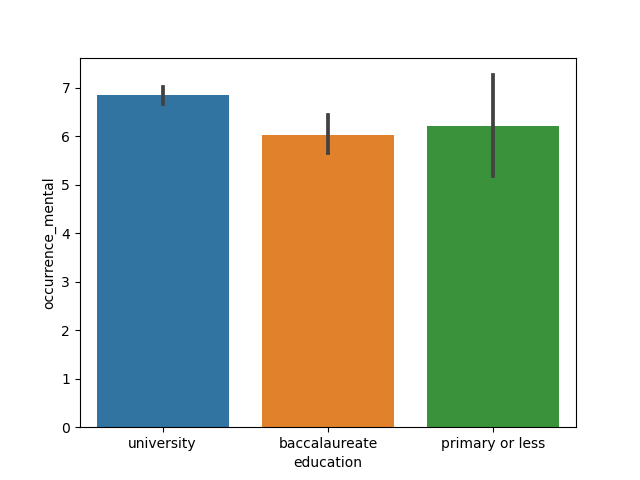 7
6
5
4
3
2
1
0
occurrence_mental
university
baccalaureate
primary or less
education